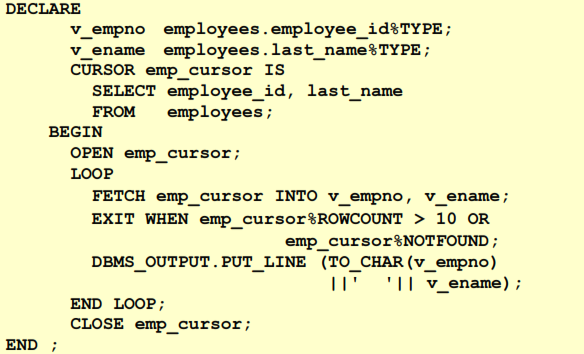 DECLARE
v_empno employees.employee_id%TYPE;
v_ename employees.last_name%TYPE;
CURSOR emp_cursor IS
SELECT employee_id, last_name
FROM employees;
BEGIN
OPEN emp_cursor;
LOOP
FETCH emp_cursor INTO v_empno, v_ename;
EXIT WHEN emp_cursor%ROWCOUNT > 10 OR
emp_cursor%NOTFOUND;
DBMS_OUTPUT.PUT_LINE (TO_CHAR(v_empno)
||' '|| v_ename);
END LOOP;
CLOSE emp_cursor;
END ;